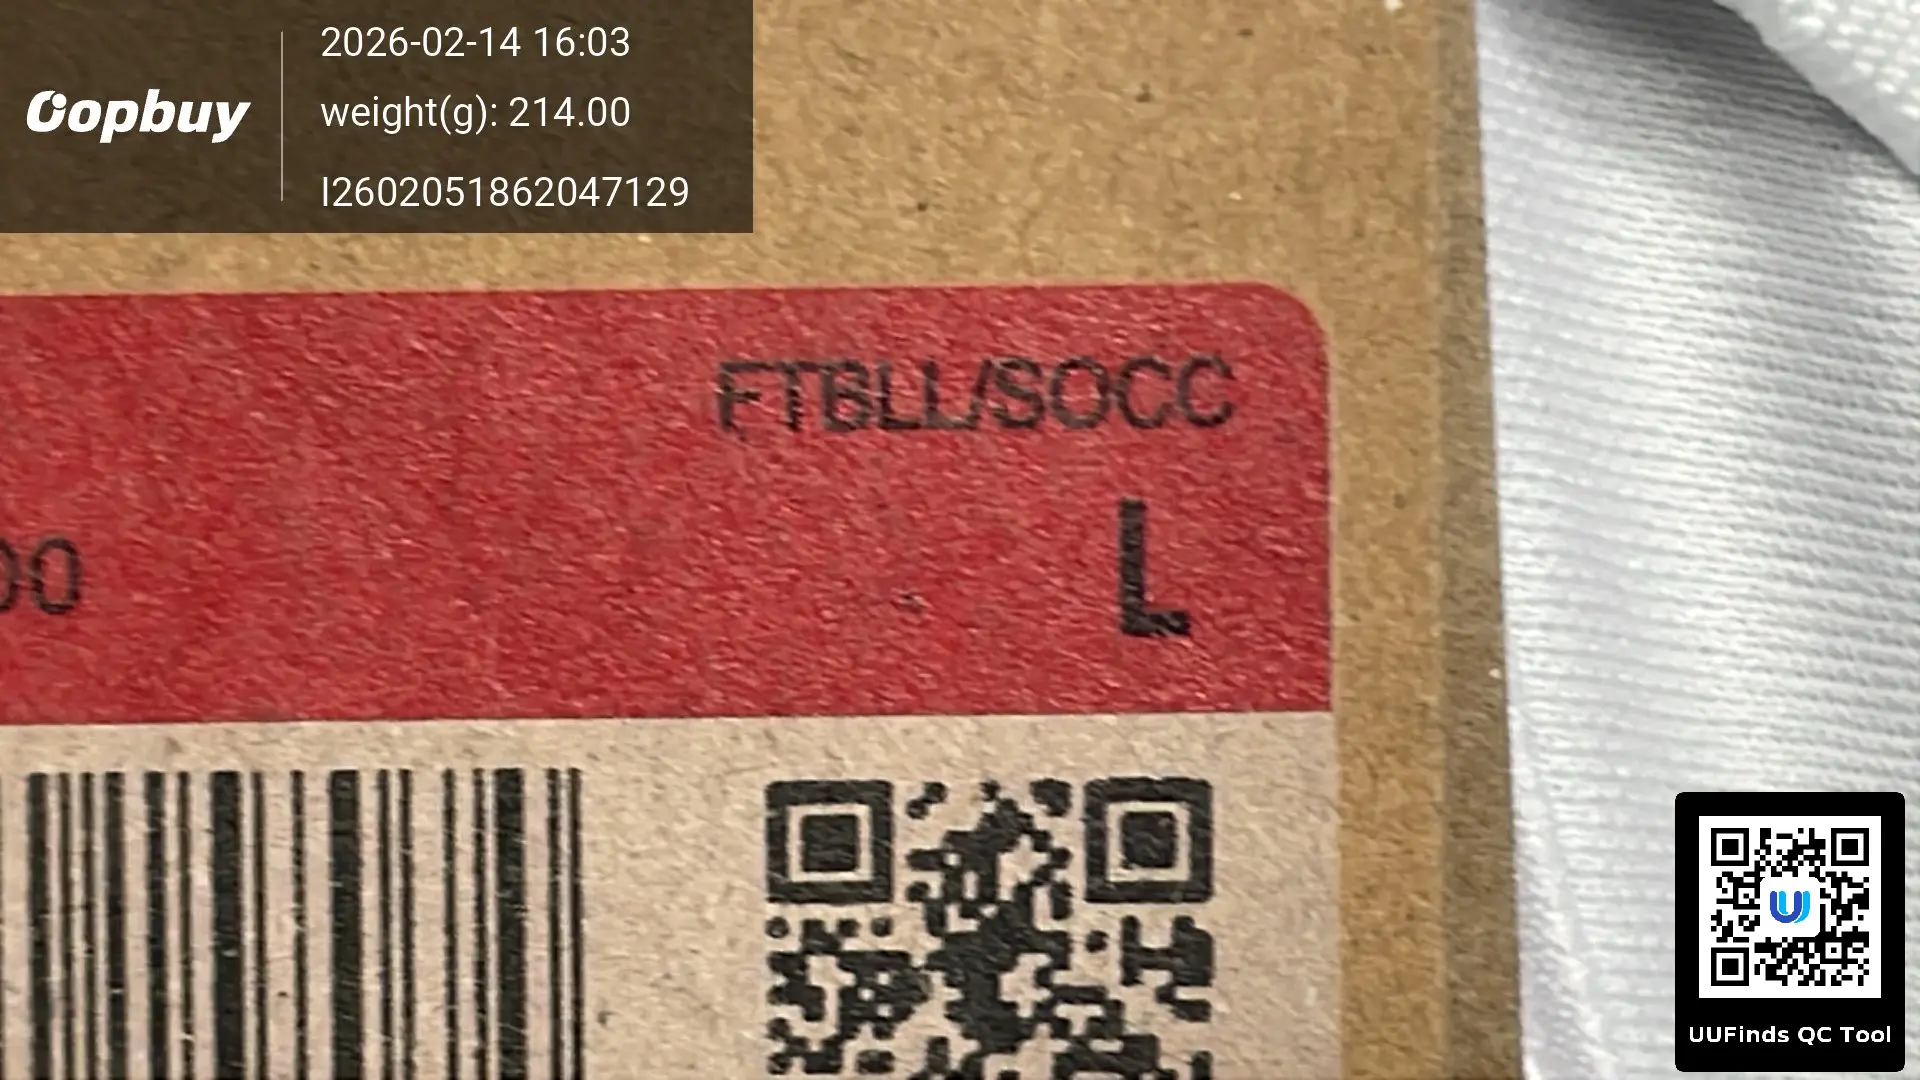 2026-02-14 16:03
Oopbuy
weight(g): 214.00
I2602051862047129
FTBLL/SOCC
L
00
UUFinds QC Tool